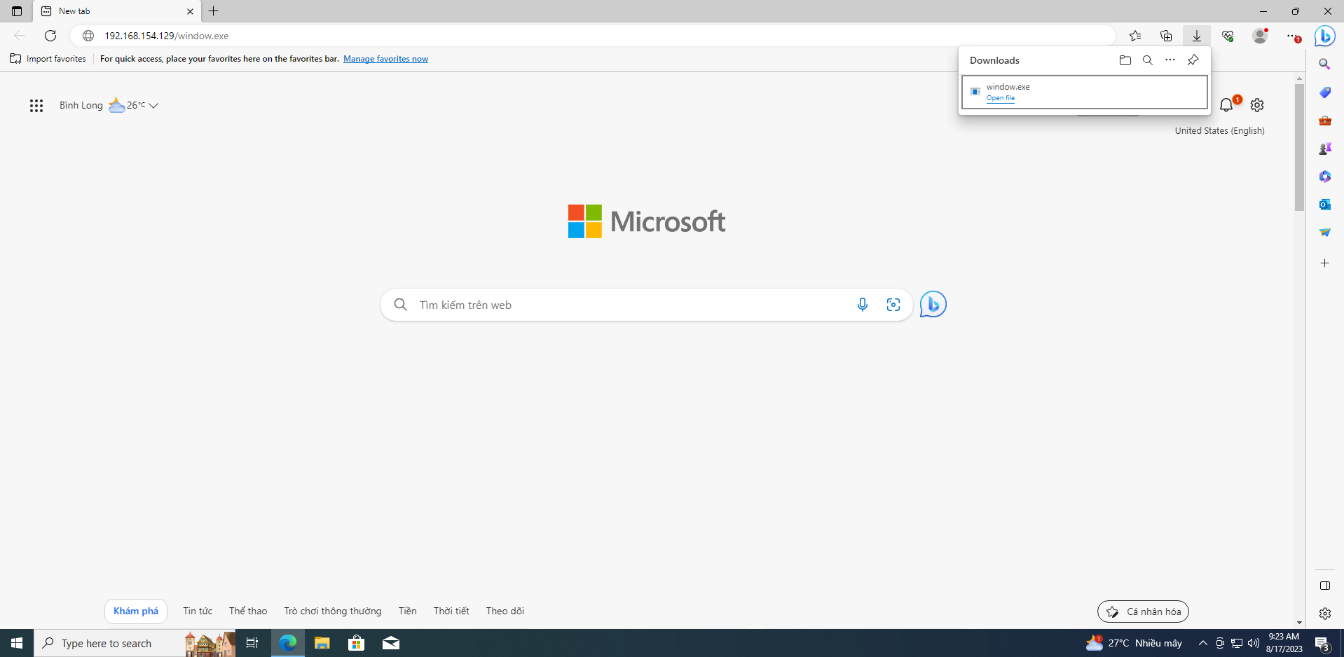 New tab
192.168.154.129/window.exe
Import favorites
For quick access, place your favorites here on the favorites bar. Manage favorites now
Downloads
window.exe
Open file
Bình Long 26°C
1
United States (English)
Microsoft
Tìm kiếm trên web
Khám phá Tin tức Thể thao Trò chơi thông thường Tiền Thời tiết Theo dõi
Cá nhân hóa
Type here to search
27°C Nhiều mây
9:23 AM
8/17/2023
3